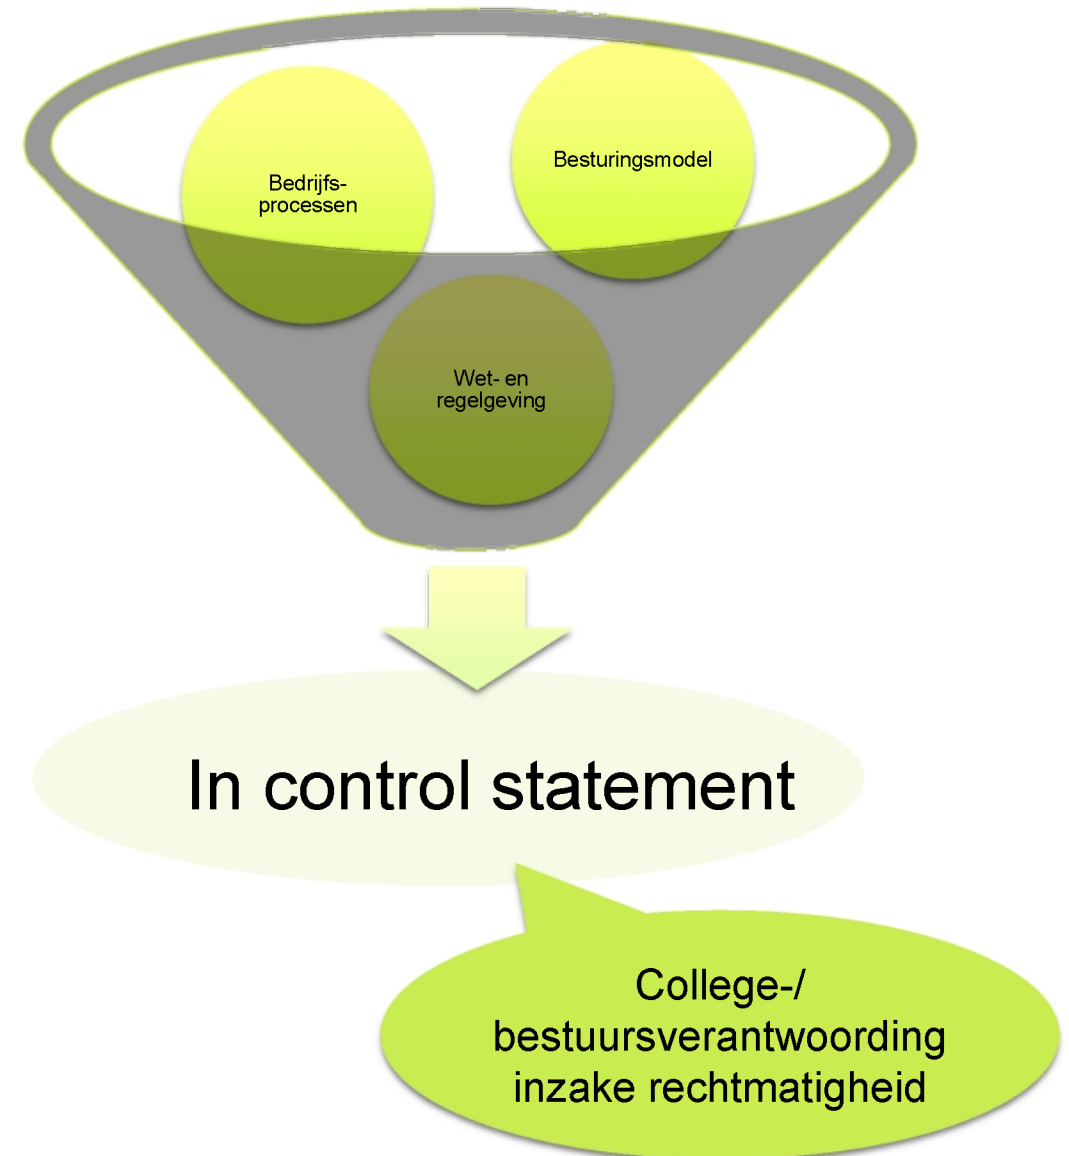 Besturingsmodel
Bedrijfs-
processen
Wet- en
regelgeving
In control statement
College-/
bestuursverantwoording
inzake rechtmatigheid